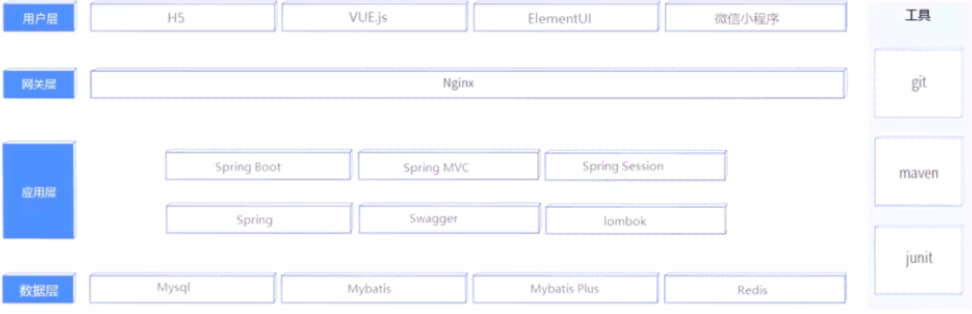 用户层 H5 VUE.js ElementUI 微信小程序 工具
网关层 Nginx git
Spring Boot Spring MVC Spring Session
应用层 maven
Spring Swagger lombok
junit
数据层 Mysql Mybatis Mybatis Plus Redis